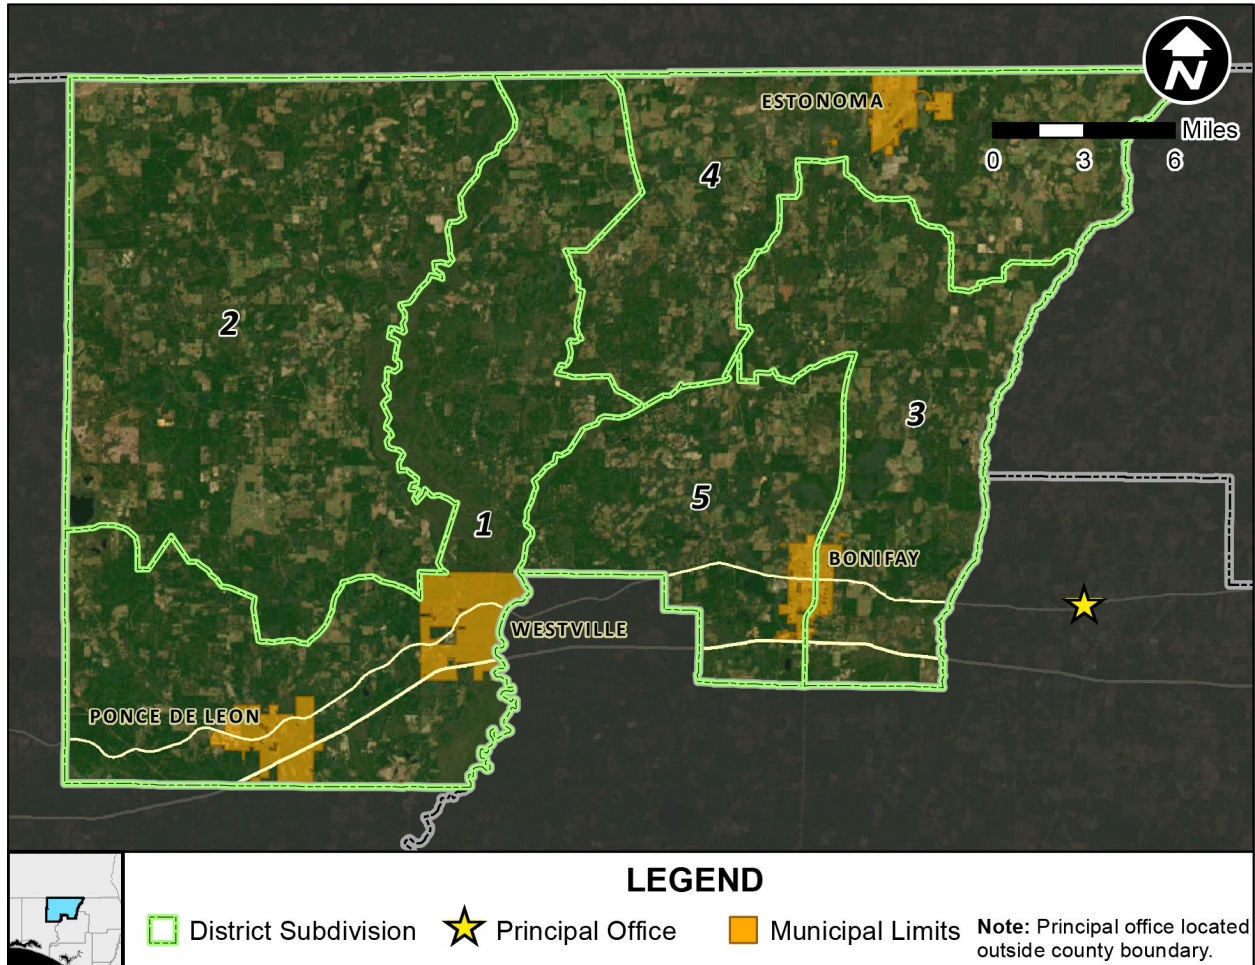 N
ESTONOMA
Miles
0 3 6
4
2
3
5
1
BONIFAY
WESTVILLE
PONCE DE LEON
LEGEND
District Subdivision
Principal Office
Municipal Limits
Note: Principal office located
outside county boundary.